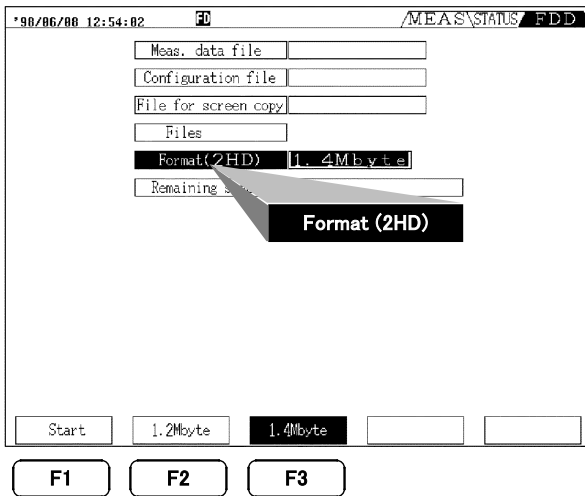 '98/06/08 12:54:02 FD /MEAS\STATUS/ FDD
Meas. data file
Configuration file
File for screen copy
Files
Format(2HD) 1. 4Mbyte
Remaining
Format (2HD)
Start 1.2Mbyte 1.4Mbyte
F1 F2 F3